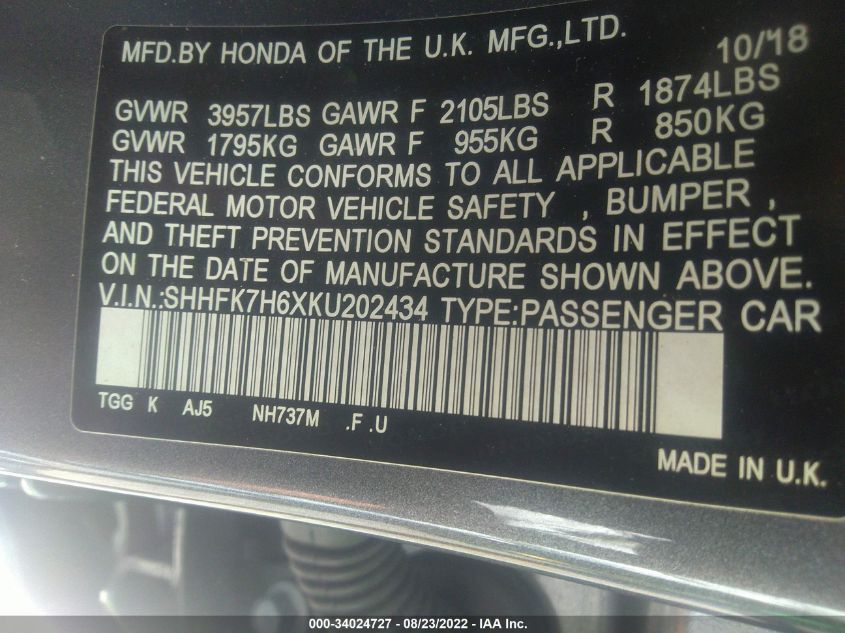 MFD.BY HONDA OF THE U.K. MFG.,LTD. 10/18
GVWR 3957LBS GAWR F 2105LBS R 1874LBS
GVWR 1795KG GAWR F 955KG R 850KG
THIS VEHICLE CONFORMS TO ALL APPLICABLE
FEDERAL MOTOR VEHICLE SAFETY , BUMPER ,
AND THEFT PREVENTION STANDARDS IN EFFECT
ON THE DATE OF MANUFACTURE SHOWN ABOVE.
V.I.N.:SHHFK7H6XKU202434 TYPE:PASSENGER CAR
TGG K AJ5 NH737M .F .U
MADE IN U.K.
000-34024727 - 08/23/2022 - IAA Inc.